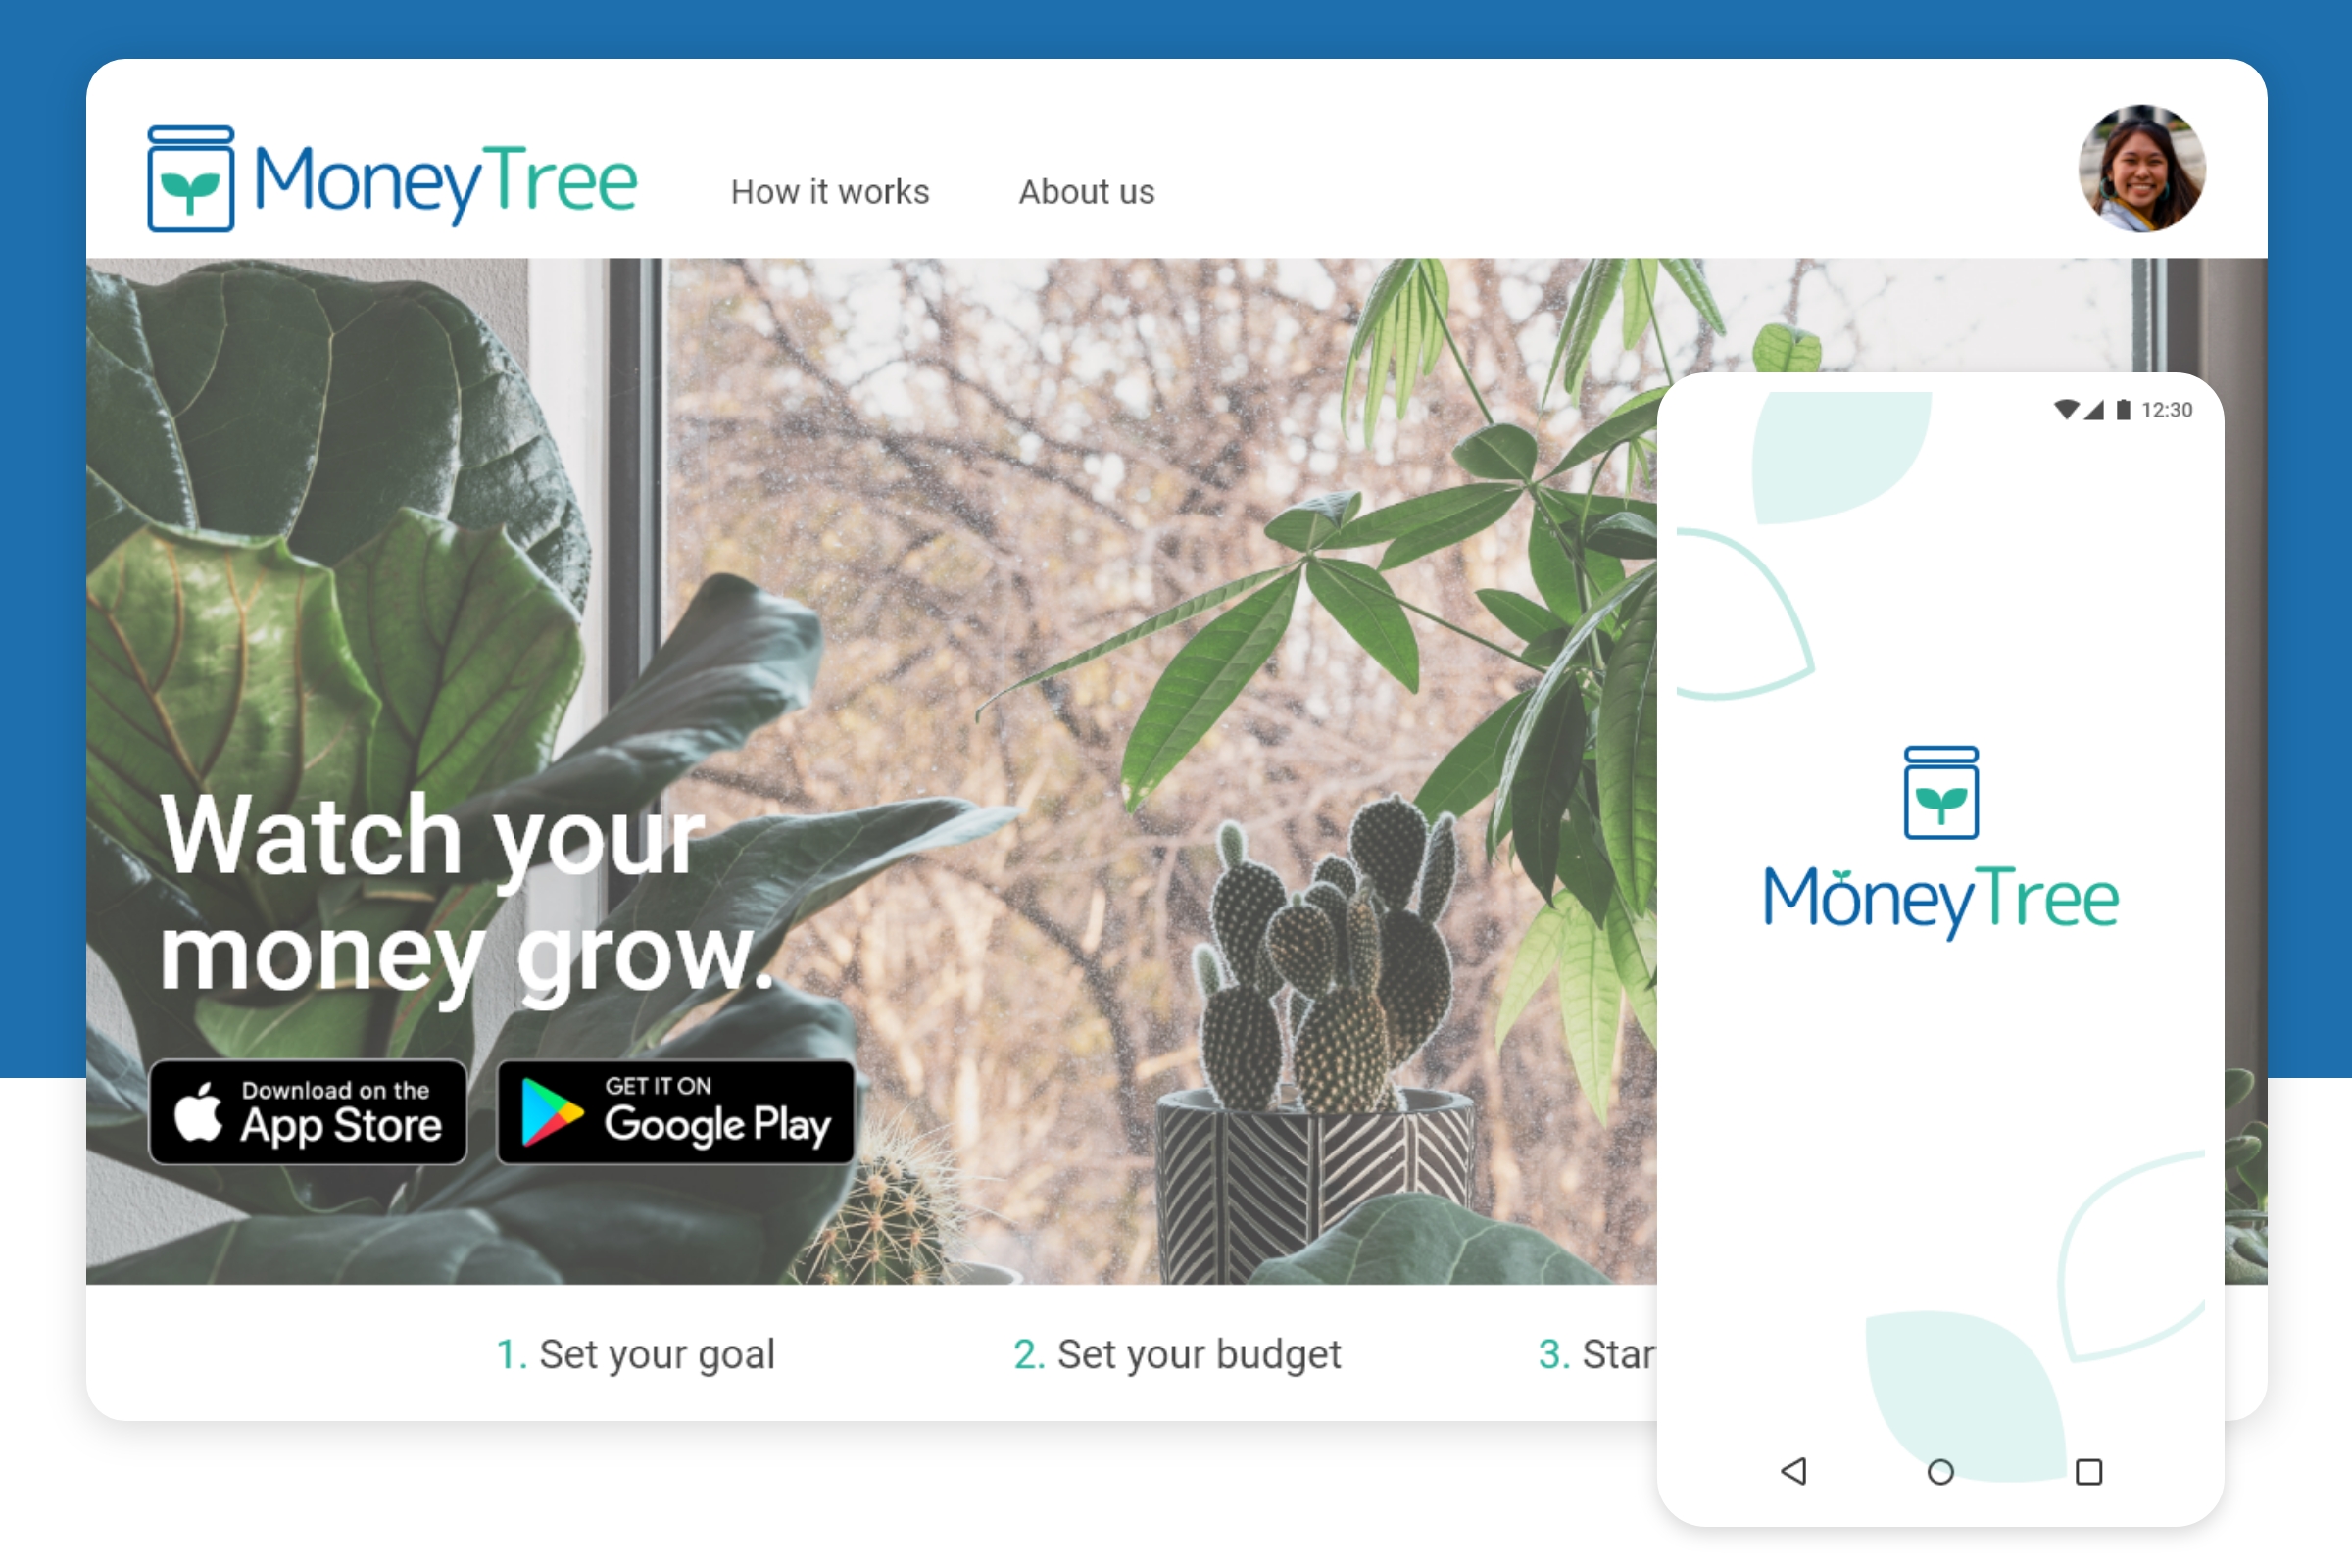 MoneyTree
How it works
About us
12:30
Watch your
money grow.
MoneyTree
Download on the
App Store
GET IT ON
Google Play
1. Set your goal
2. Set your budget
3.